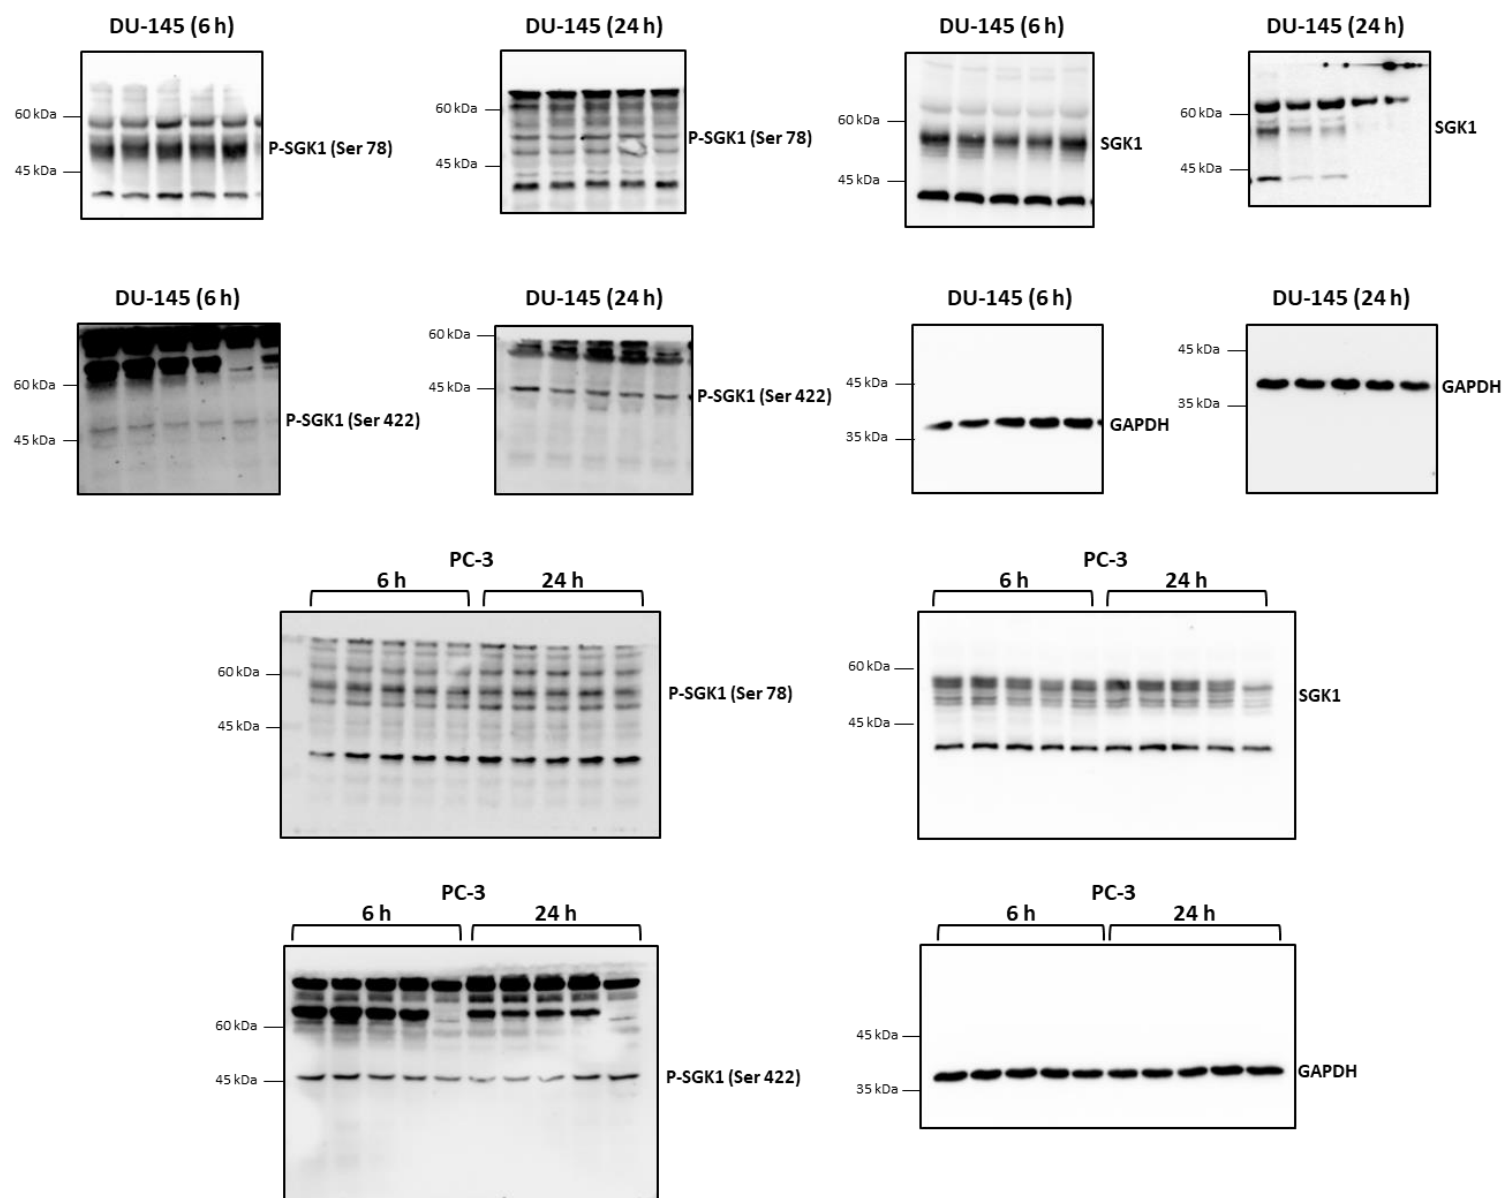 DU-145 (6 h)
DU-145 (24 h)
DU-145 (6 h)
DU-145 (24 h)
60 kDa
45 kDa
P-SGK1 (Ser 78)
60 kDa
45 kDa
P-SGK1 (Ser 78)
60 kDa
45 kDa
SGK1
60 kDa
45 kDa
SGK1
DU-145 (6 h)
DU-145 (24 h)
DU-145 (6 h)
DU-145 (24 h)
60 kDa
45 kDa
P-SGK1 (Ser 422)
60 kDa
45 kDa
P-SGK1 (Ser 422)
45 kDa
35 kDa
GAPDH
45 kDa
35 kDa
GAPDH
PC-3
6 h 24 h
60 kDa
45 kDa
P-SGK1 (Ser 78)
PC-3
6 h 24 h
60 kDa
45 kDa
SGK1
PC-3
6 h 24 h
60 kDa
45 kDa
P-SGK1 (Ser 422)
PC-3
6 h 24 h
45 kDa
35 kDa
GAPDH